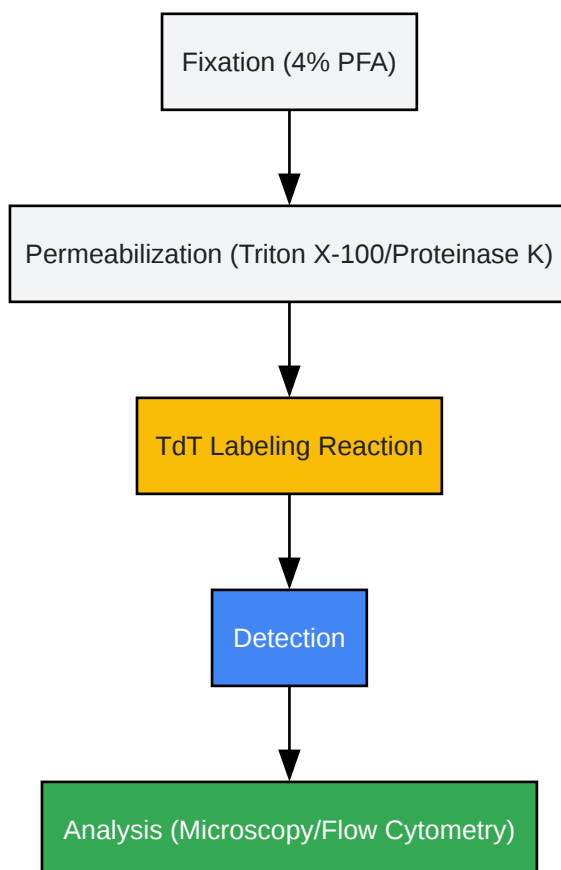 Fixation (4% PFA)
Permeabilization (Triton X-100/Proteinase K)
TdT Labeling Reaction
Detection
Analysis (Microscopy/Flow Cytometry)